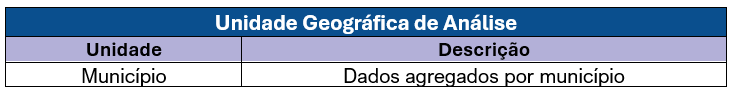 Unidade Geográfica de Análise
Unidade Descrição
Município Dados agregados por município